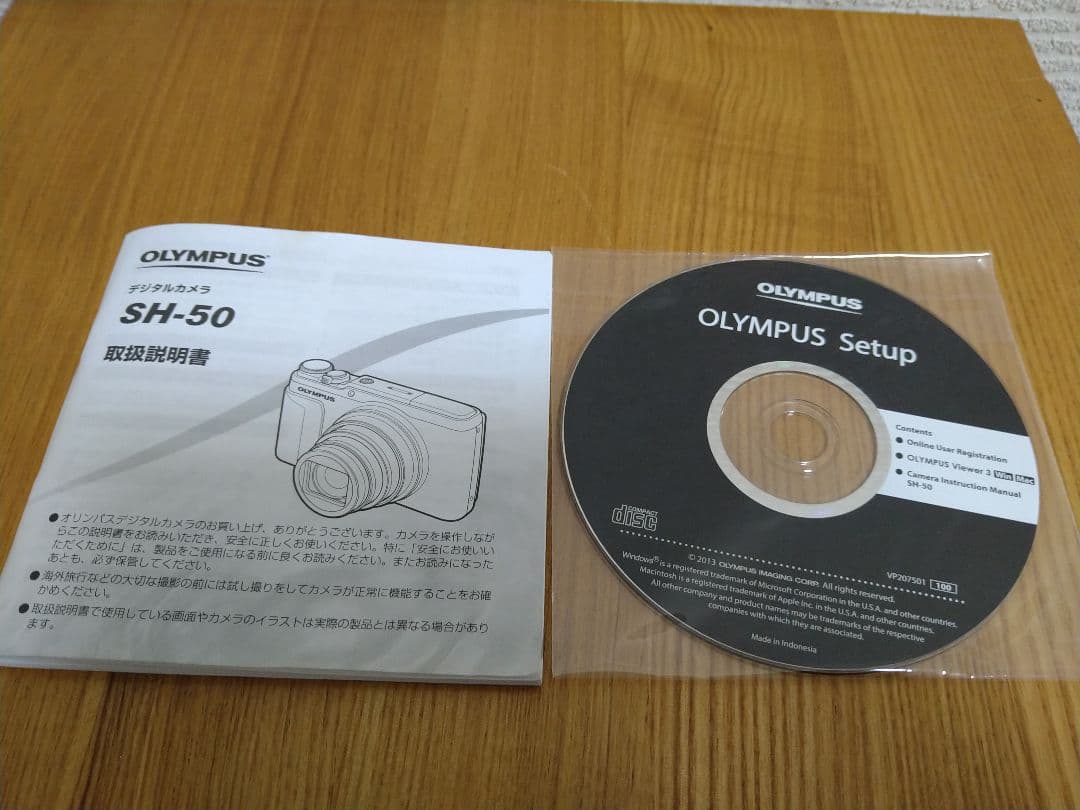 OLYMPUS®
デジタルカメラ
SH-50
取扱説明書
OLYMPUS
● オリンパスデジタルカメラのお買い上げ、ありがとうございます。カメラを操作しなが
らこの説明書をお読みいただき、安全に正しくお使いください。特に「安全にお使いい
ただくために」は、製品をご使用になる前に良くお読みください。またお読みになった
あとも、必ず保管してください。
● 海外旅行などの大切な撮影の前には試し撮りをしてカメラが正常に機能することをお確
かめください。
● 取扱説明書で使用している画面やカメラのイラストは実際の製品とは異なる場合があり
ます。
OLYMPUS
OLYMPUS Setup
Contents
● Online User Registration
● OLYMPUS Viewer 3 Win Mac
● Camera Instruction Manual
SH-50
COMPACT
disc
VP207501 100
© 2013 OLYMPUS IMAGING CORP. All rights reserved.
Windows® is a registered trademark of Microsoft Corporation in the U.S.A. and other countries.
Macintosh is a registered trademark of Apple Inc. in the U.S.A. and other countries.
All other company and product names may be trademarks of the respective
companies with which they are associated.
Made in Indonesia